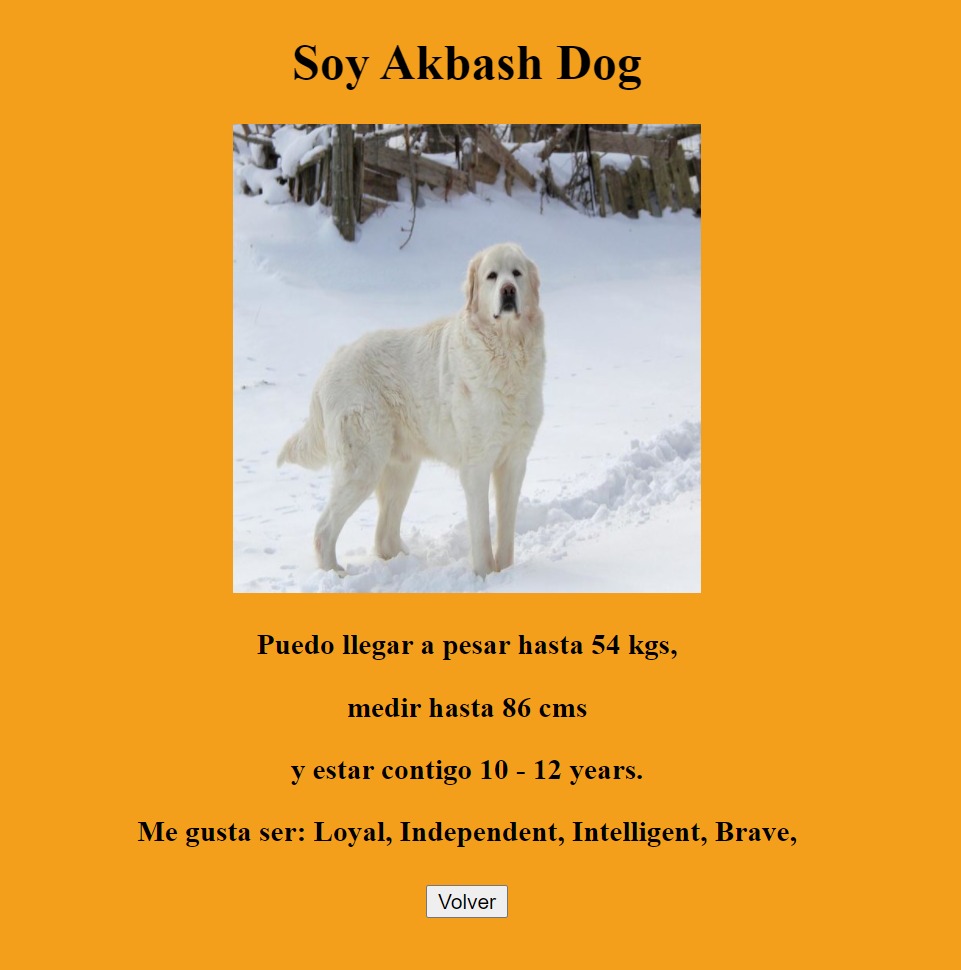 Soy Akbash Dog
Puedo llegar a pesar hasta 54 kgs,
medir hasta 86 cms
y estar contigo 10 - 12 years.
Me gusta ser: Loyal, Independent, Intelligent, Brave,
Volver